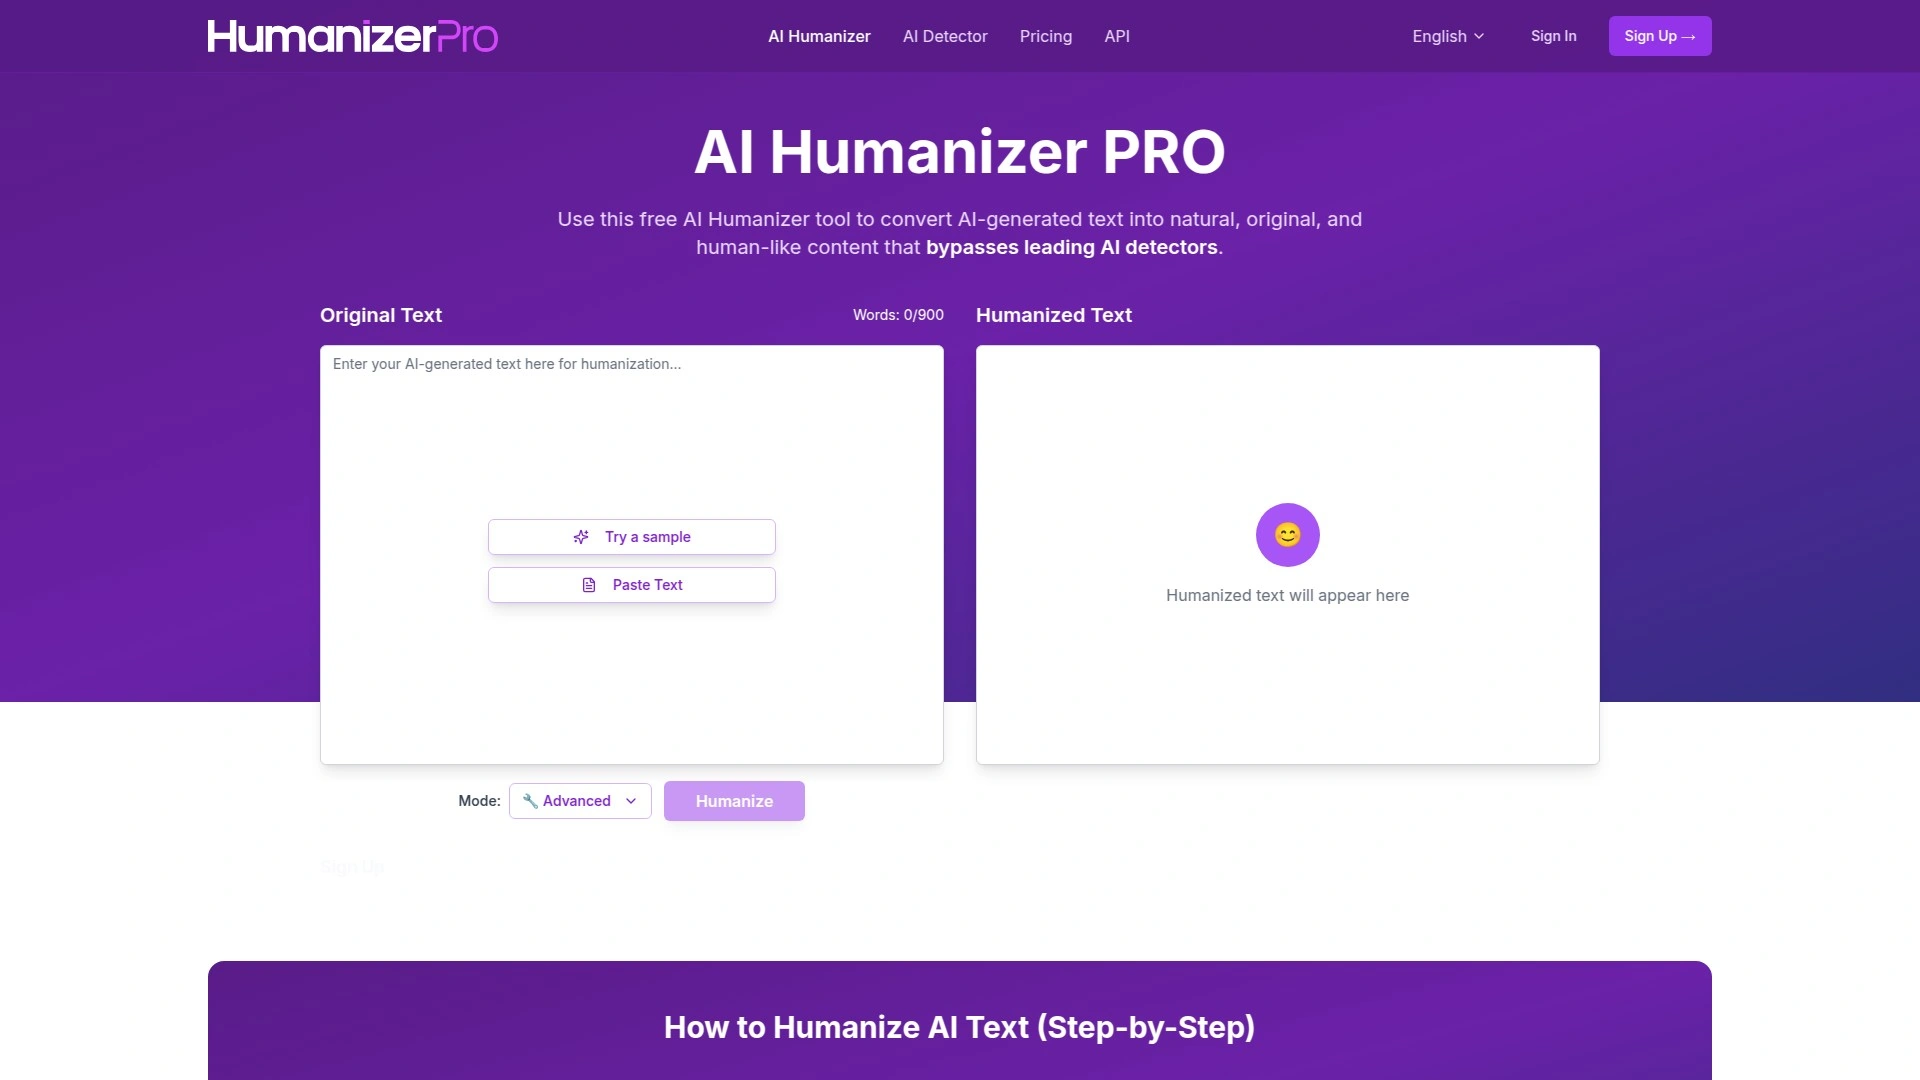 HumanizerPro
AI Humanizer
AI Detector
Pricing
API
English
Sign In
Sign Up →
AI Humanizer PRO
Use this free AI Humanizer tool to convert AI-generated text into natural, original, and
human-like content that bypasses leading AI detectors.
Original Text
Words: 0/900
Humanized Text
Enter your AI-generated text here for humanization...
Try a sample
Paste Text
Humanized text will appear here
Mode:
Advanced
Humanize
Sign Up
How to Humanize AI Text (Step-by-Step)